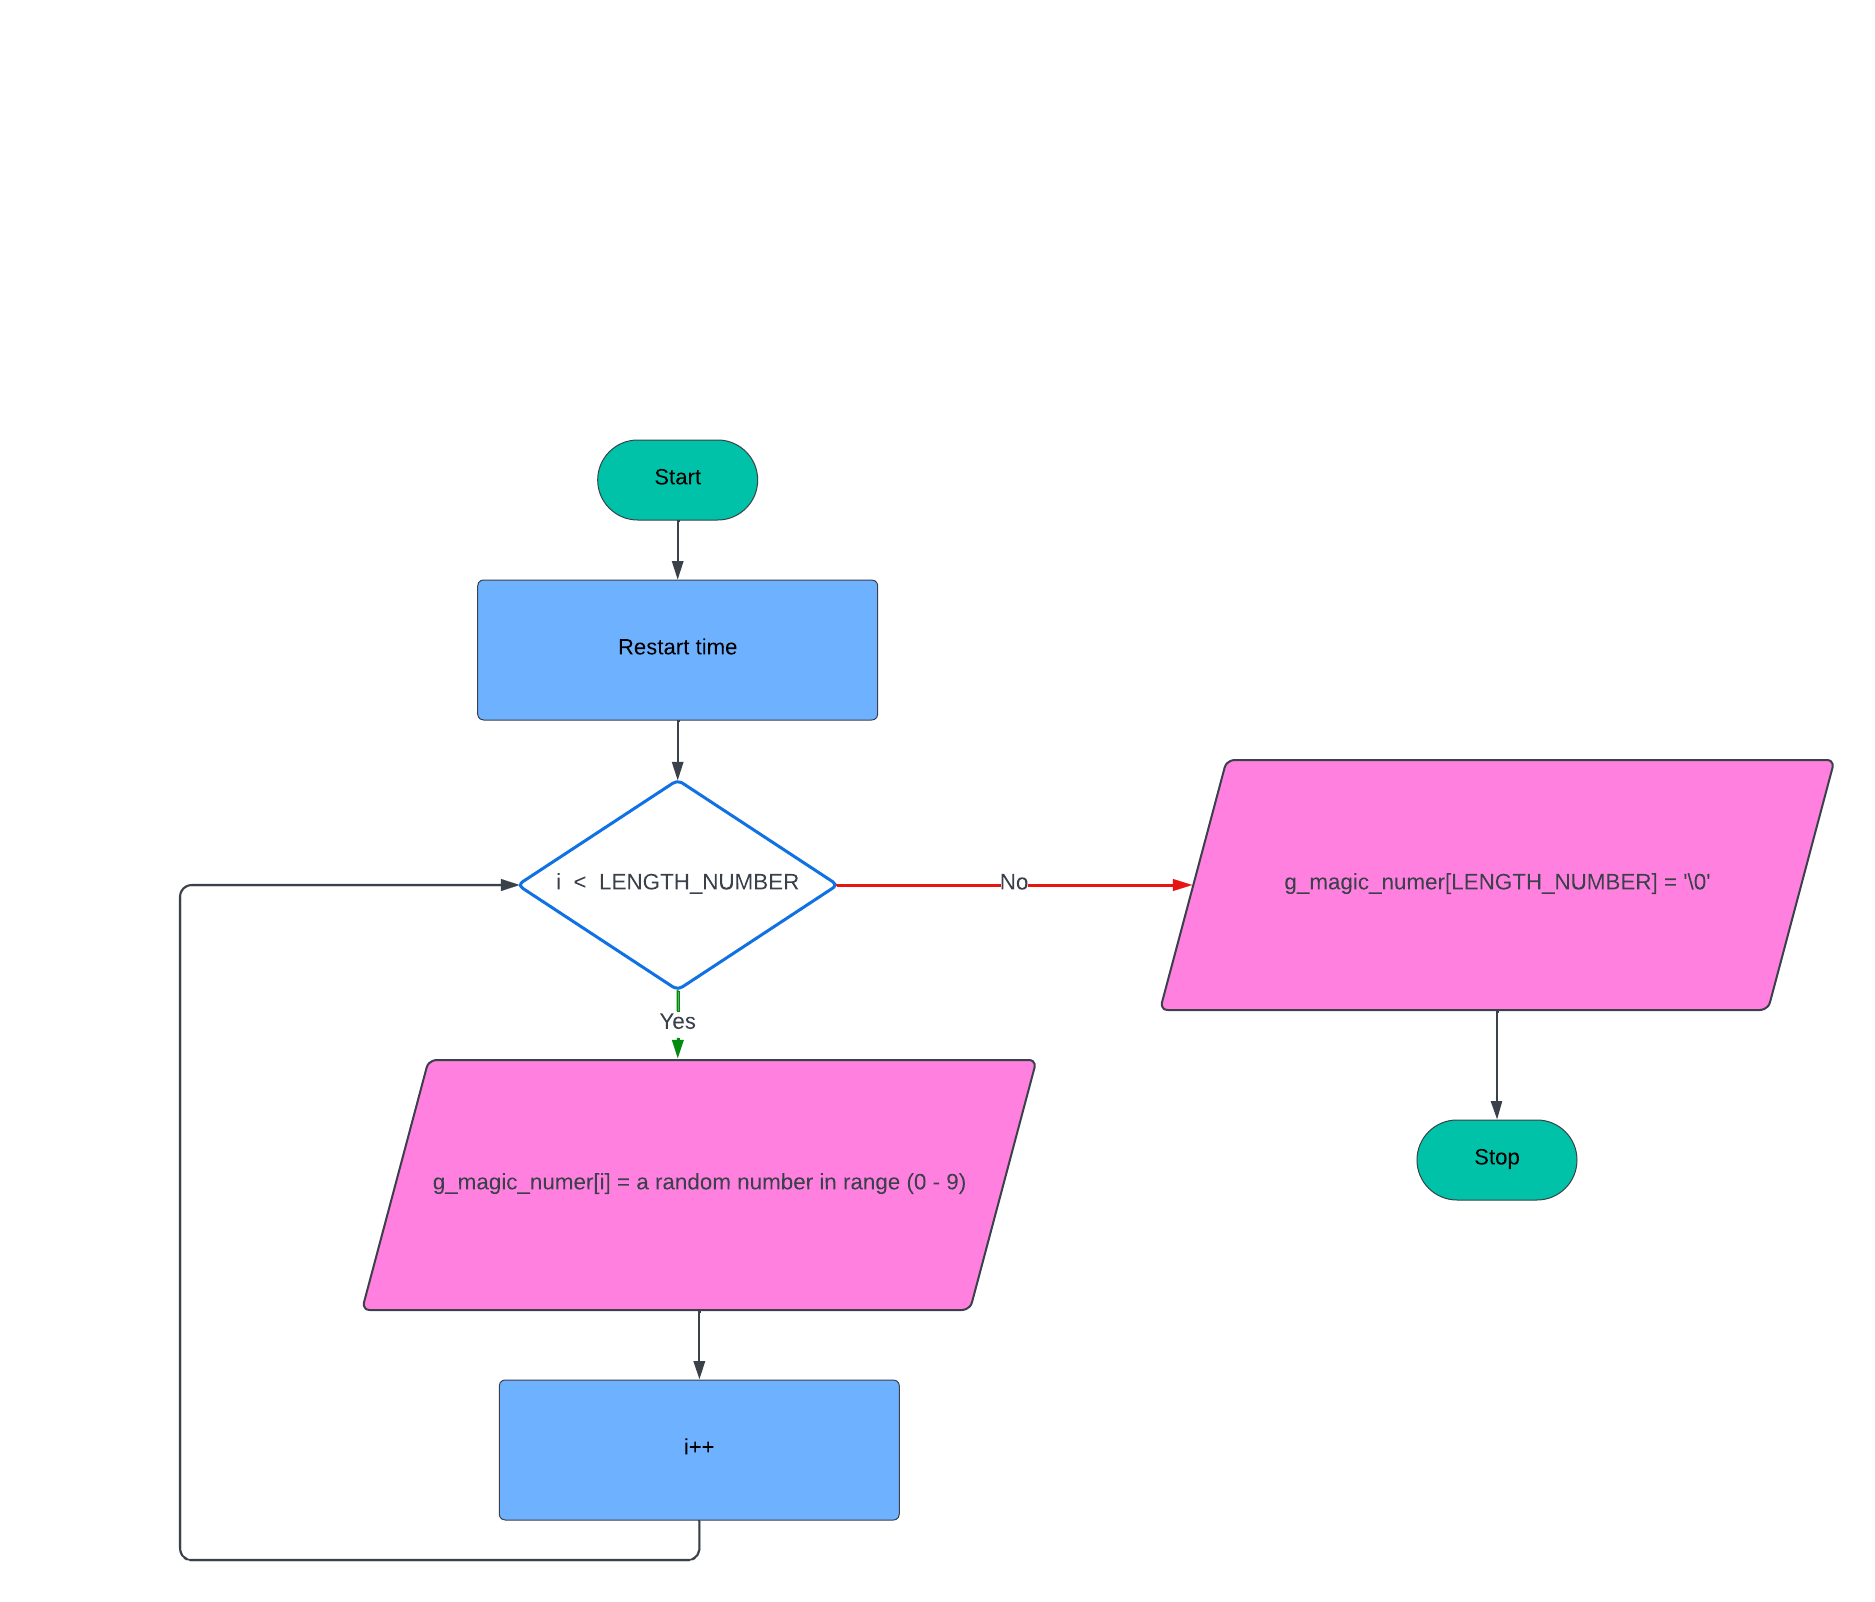 Start
Restart time
i < LENGTH_NUMBER
No
g_magic_numer[LENGTH_NUMBER] = '\0'
Yes
Stop
g_magic_numer[i] = a random number in range (0 - 9)
i++